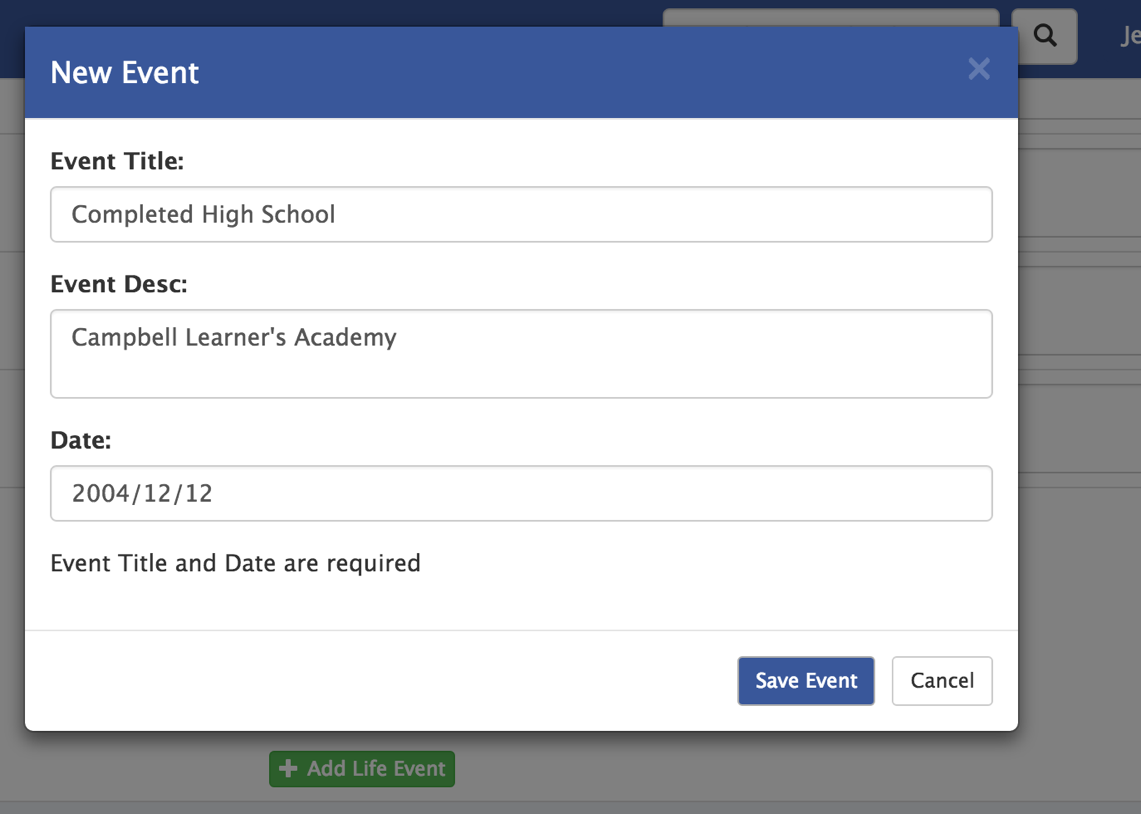 Je
New Event
Event Title:
Completed High School
Event Desc:
Campbell Learner's Academy
Date:
2004/12/12
Event Title and Date are required
Save Event
Cancel
Add Life Event